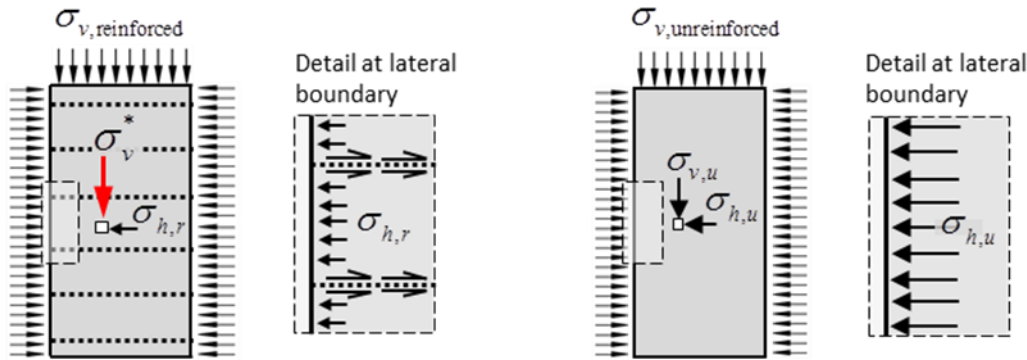 σv,reinforced
Detail at lateral
boundary
σv*
σh,r
σh,r
σv,unreinforced
Detail at lateral
boundary
σv,u
σh,u
σh,u